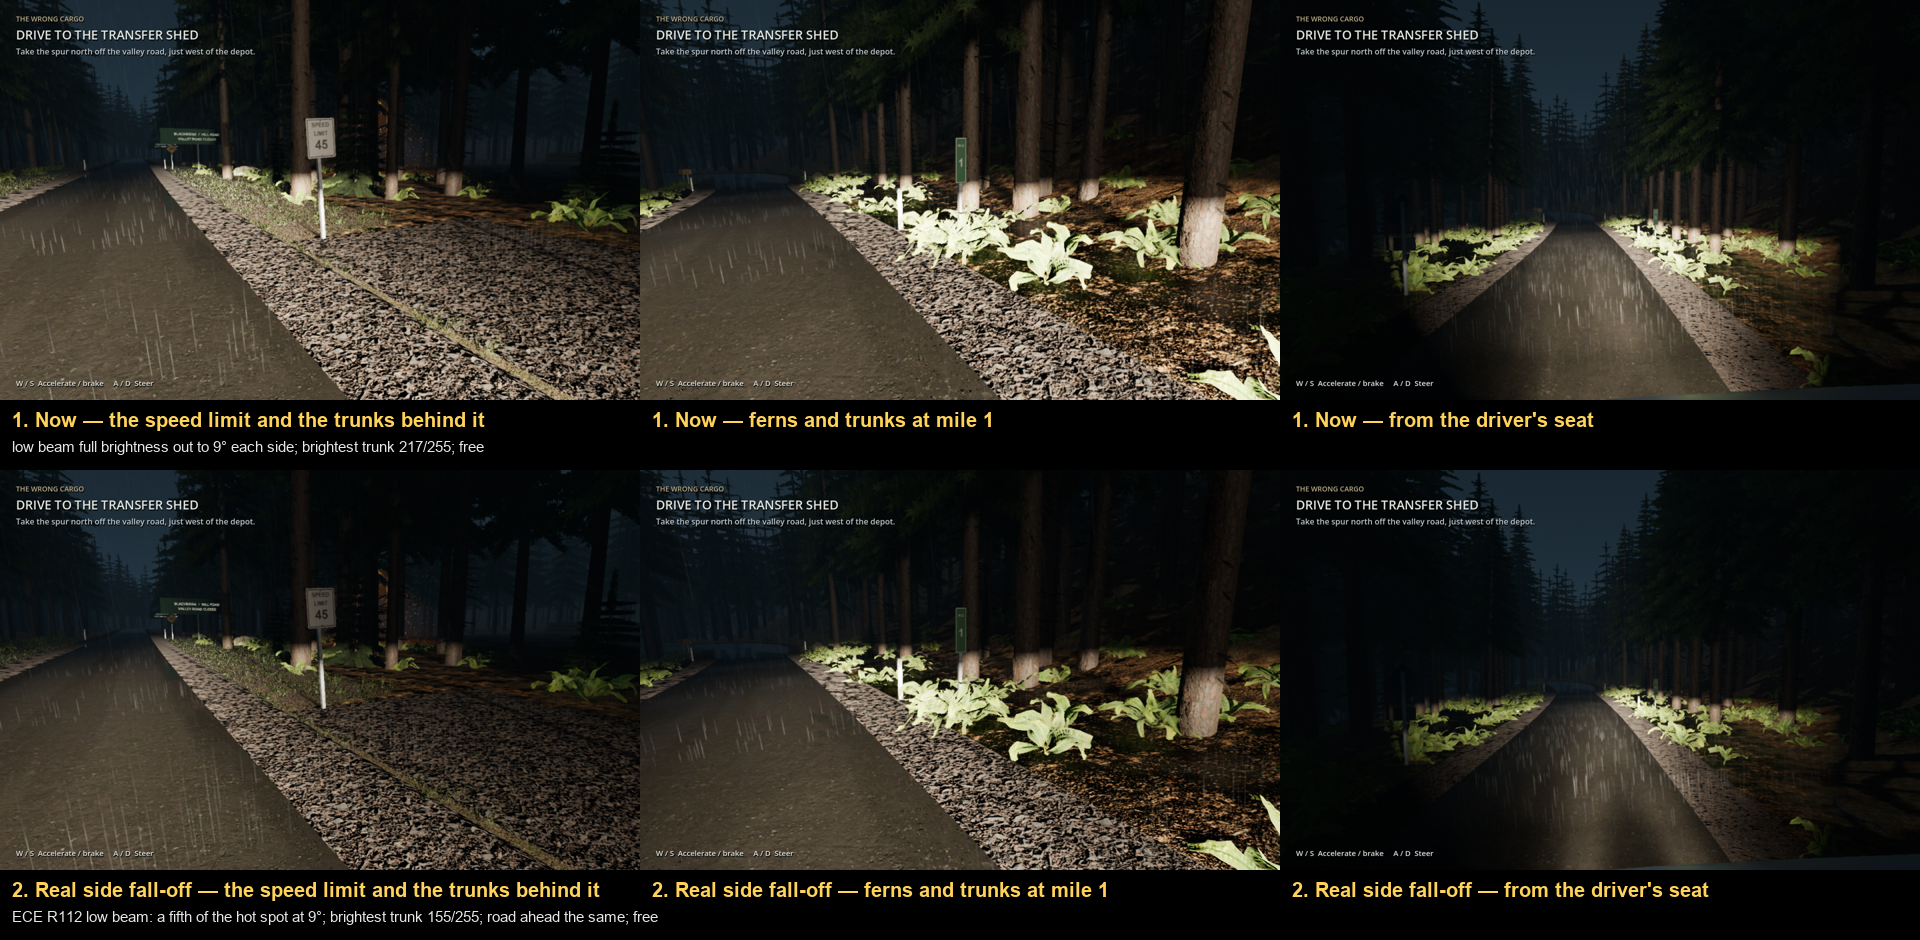 THE WRONG CARGO
DRIVE TO THE TRANSFER SHED
Take the spur north off the valley road, just west of the depot.
SPEED
LIMIT
45
W / S Accelerate / brake A / D Steer
THE WRONG CARGO
DRIVE TO THE TRANSFER SHED
Take the spur north off the valley road, just west of the depot.
1
W / S Accelerate / brake A / D Steer
THE WRONG CARGO
DRIVE TO THE TRANSFER SHED
Take the spur north off the valley road, just west of the depot.
W / S Accelerate / brake A / D Steer
1. Now — the speed limit and the trunks behind it
low beam full brightness out to 9° each side; brightest trunk 217/255; free
1. Now — ferns and trunks at mile 1
1. Now — from the driver's seat
THE WRONG CARGO
DRIVE TO THE TRANSFER SHED
Take the spur north off the valley road, just west of the depot.
SPEED
LIMIT
45
W / S Accelerate / brake A / D Steer
THE WRONG CARGO
DRIVE TO THE TRANSFER SHED
Take the spur north off the valley road, just west of the depot.
1
W / S Accelerate / brake A / D Steer
THE WRONG CARGO
DRIVE TO THE TRANSFER SHED
Take the spur north off the valley road, just west of the depot.
W / S Accelerate / brake A / D Steer
2. Real side fall-off — the speed limit and the trunks behind it
ECE R112 low beam: a fifth of the hot spot at 9°; brightest trunk 155/255; road ahead the same; free
2. Real side fall-off — ferns and trunks at mile 1
2. Real side fall-off — from the driver's seat